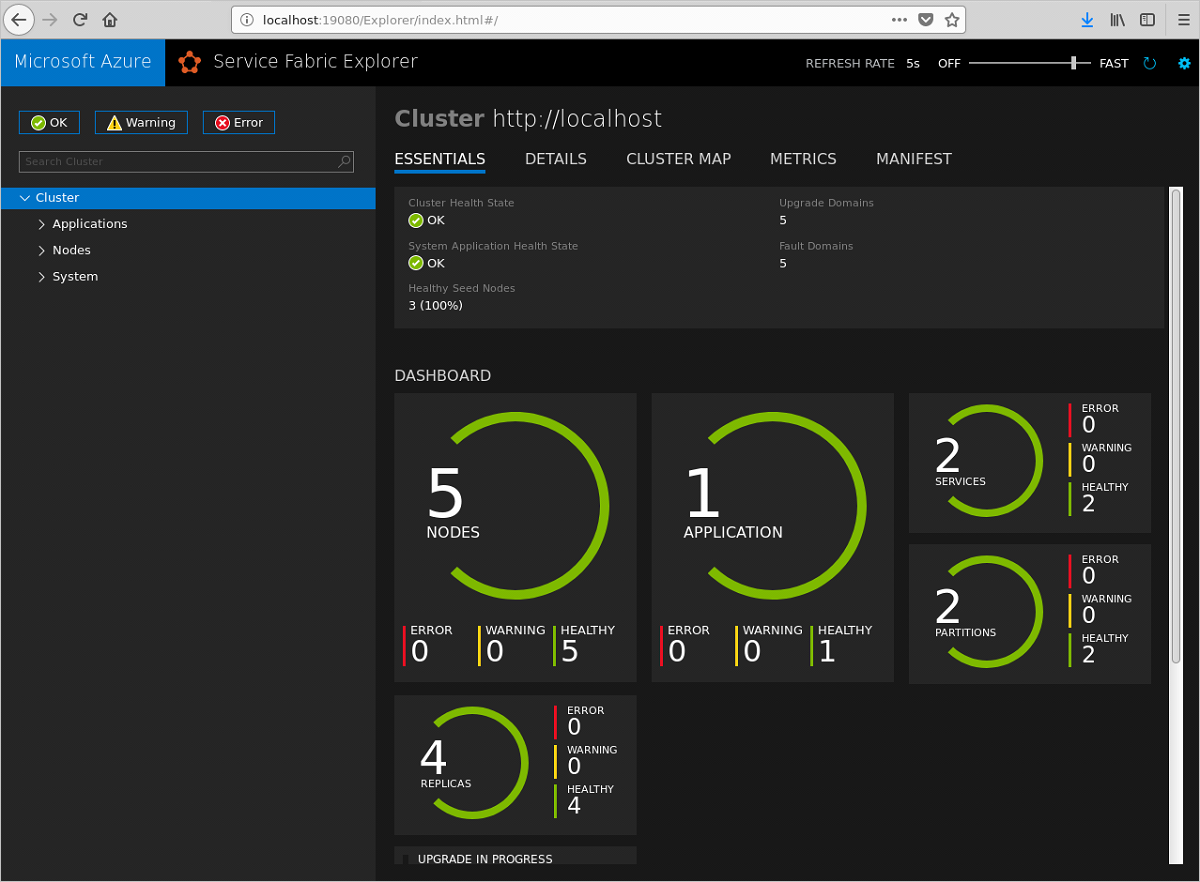 localhost:19080/Explorer/index.html#/
Microsoft Azure
Service Fabric Explorer
REFRESH RATE 5s OFF FAST
OK
Warning
Error
Search Cluster
Cluster
Applications
Nodes
System
Cluster http://localhost
ESSENTIALS
DETAILS
CLUSTER MAP
METRICS
MANIFEST
Cluster Health State
OK
System Application Health State
OK
Healthy Seed Nodes
3 (100%)
Upgrade Domains
5
Fault Domains
5
DASHBOARD
5
NODES
ERROR
0
WARNING
0
HEALTHY
5
1
APPLICATION
ERROR
0
WARNING
0
HEALTHY
1
2
SERVICES
ERROR
0
WARNING
0
HEALTHY
2
2
PARTITIONS
ERROR
0
WARNING
0
HEALTHY
2
4
REPLICAS
ERROR
0
WARNING
0
HEALTHY
4
UPGRADE IN PROGRESS